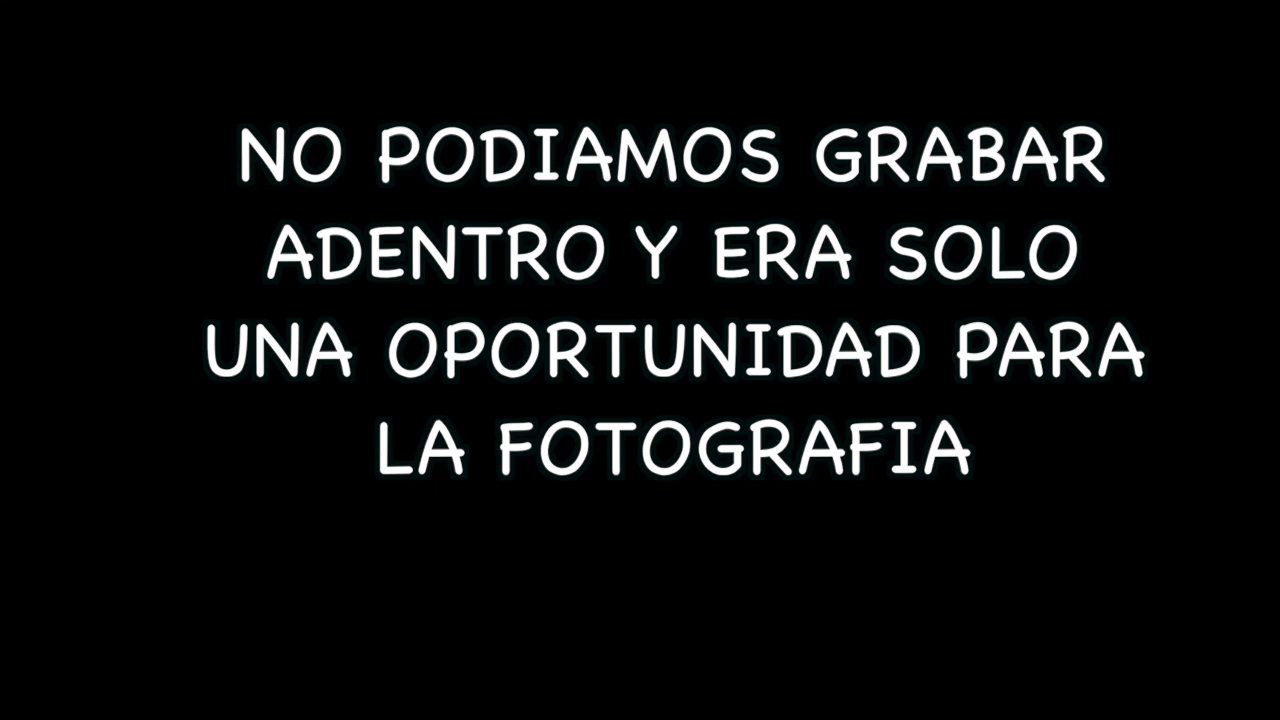 NO PODIAMOS GRABAR
ADENTRO Y ERA SOLO
UNA OPORTUNIDAD PARA
LA FOTOGRAFIA